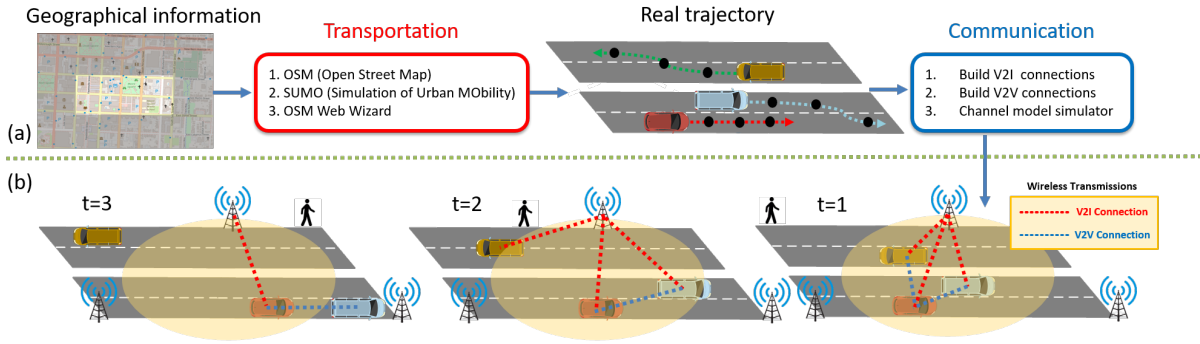 Geographical information
Transportation
Real trajectory
Communication
1. OSM (Open Street Map)
2. SUMO (Simulation of Urban MObility)
3. OSM Web Wizard
1. Build V2I connections
2. Build V2V connections
3. Channel model simulator
(a)
(b)
t=3
t=2
t=1
Wireless Transmissions
V2I Connection
V2V Connection